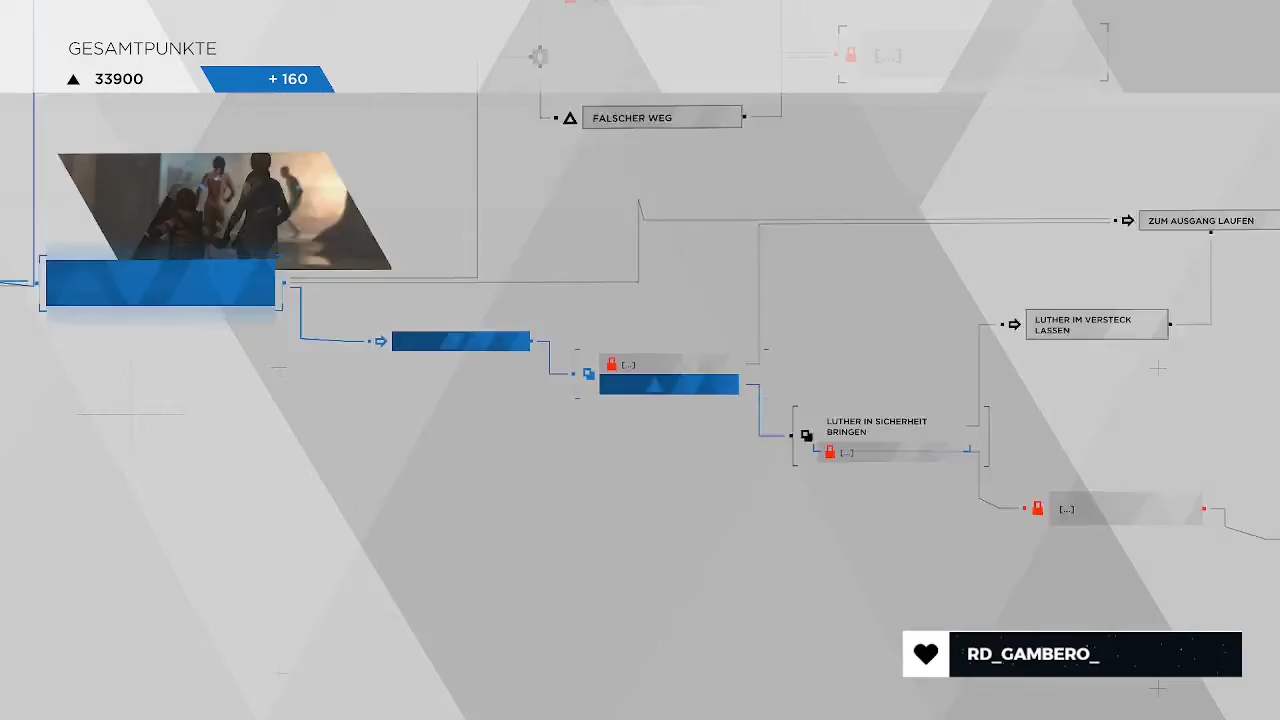 GESAMTPUNKTE
33900
+ 160
[...]
FALSCHER WEG
ZUM AUSGANG LAUFEN
LUTHER IM VERSTECK
LASSEN
[...]
LUTHER IN SICHERHEIT
BRINGEN
[...]
[...]
RD_GAMBERO_